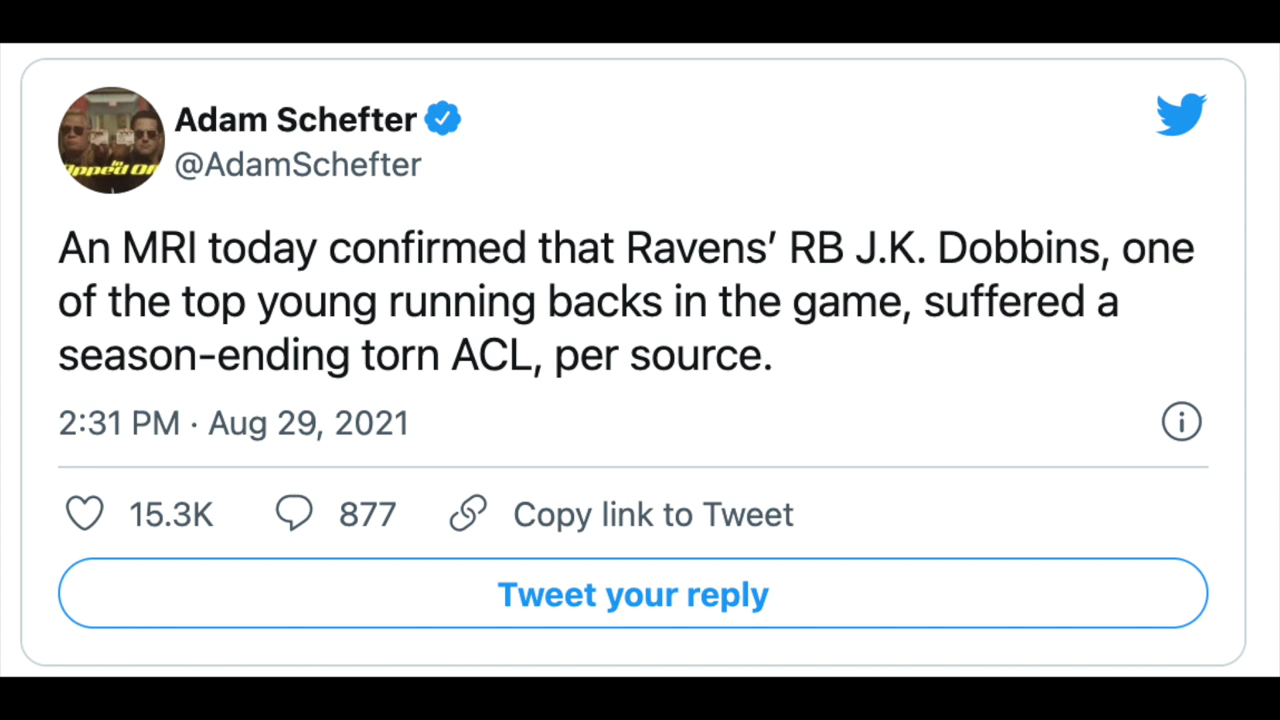 Adam Schefter
@AdamSchefter
An MRI today confirmed that Ravens’ RB J.K. Dobbins, one
of the top young running backs in the game, suffered a
season-ending torn ACL, per source.
2:31 PM · Aug 29, 2021
15.3K 877 Copy link to Tweet
Tweet your reply